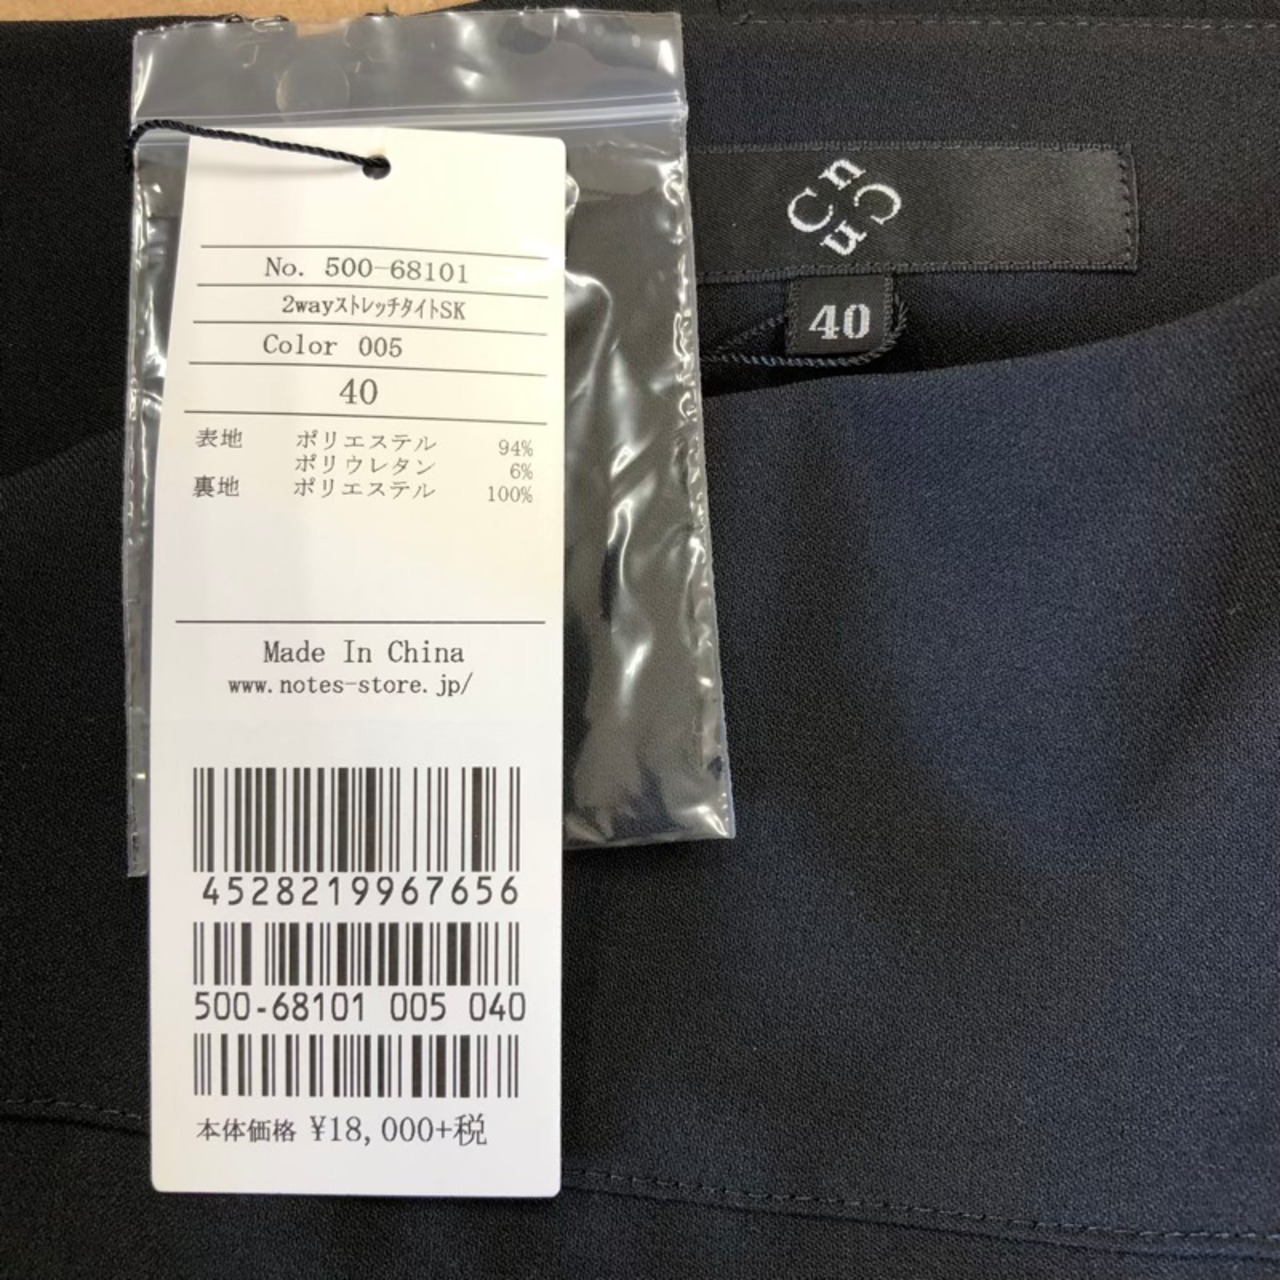 No. 500-68101
2wayストレッチタイトSK
Color 005
40
表地 ポリエステル 94%
ポリウレタン 6%
裏地 ポリエステル 100%
Made In China
www.notes-store.jp/
4528219967656
500-68101 005 040
本体価格 ¥18,000+税
Cn
Cn
40